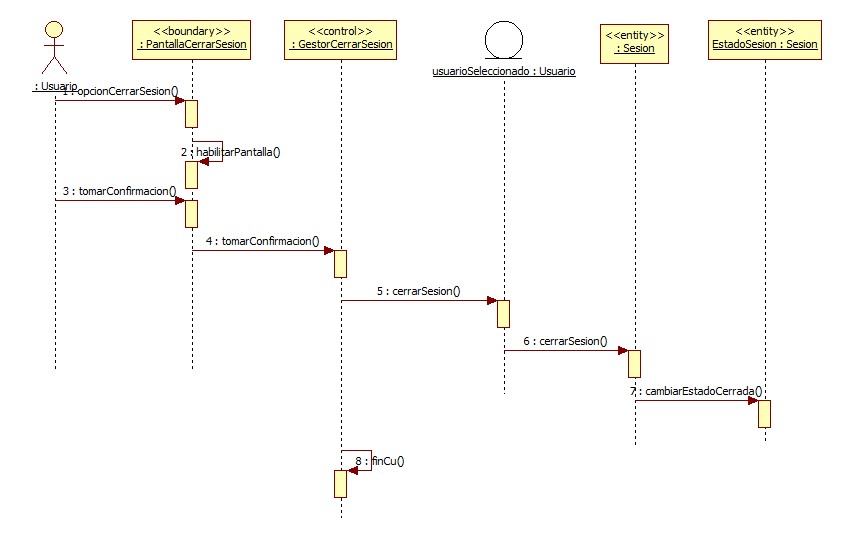 <<boundary>>
: PantallaCerrarSesion
<<control>>
: GestorCerrarSesion
<<entity>>
: Sesion
<<entity>>
EstadoSesion : Sesion
usuarioSeleccionado : Usuario
: Usuario
1 : opcionCerrarSesion()
2 : habilitarPantalla()
3 : tomarConfirmacion()
4 : tomarConfirmacion()
5 : cerrarSesion()
6 : cerrarSesion()
7 : cambiarEstadoCerrada()
8 : finCu()